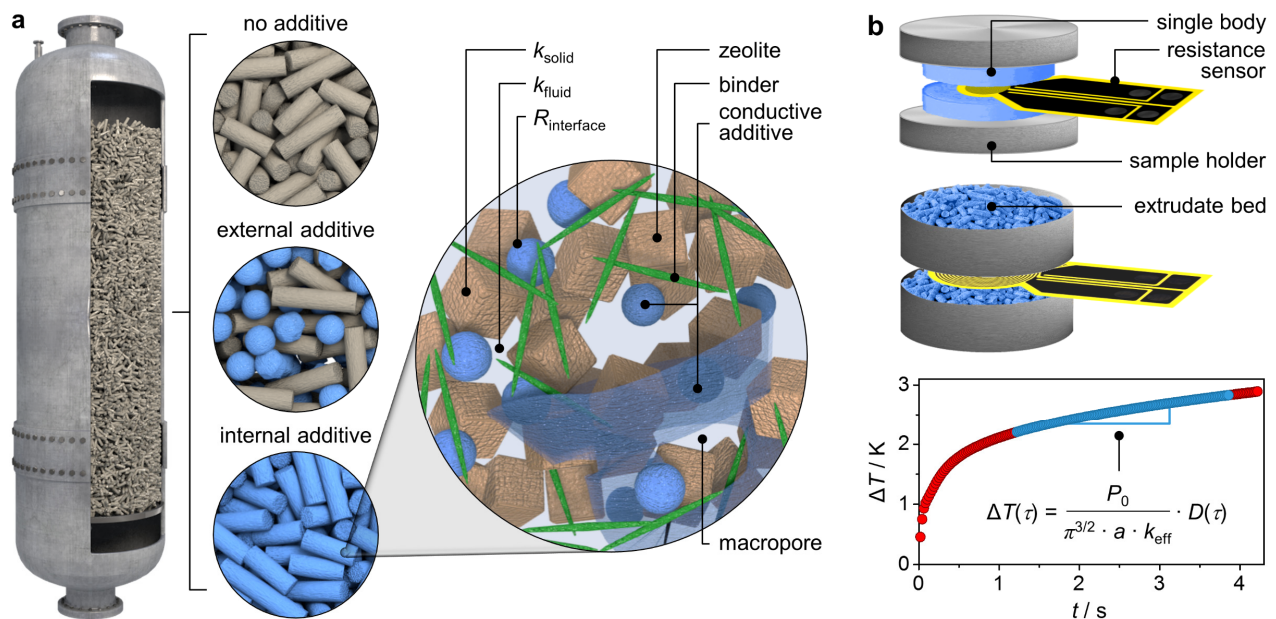 a
no additive
external additive
internal additive
k_solid
k_fluid
R_interface
zeolite
binder
conductive
additive
macropore
b
single body
resistance
sensor
sample holder
extrudate bed
3
2
1
0
ΔT / K
ΔT(τ) = P₀ / (π^{3/2} · a · k_eff) · D(τ)
0 1 2 3 4
t / s